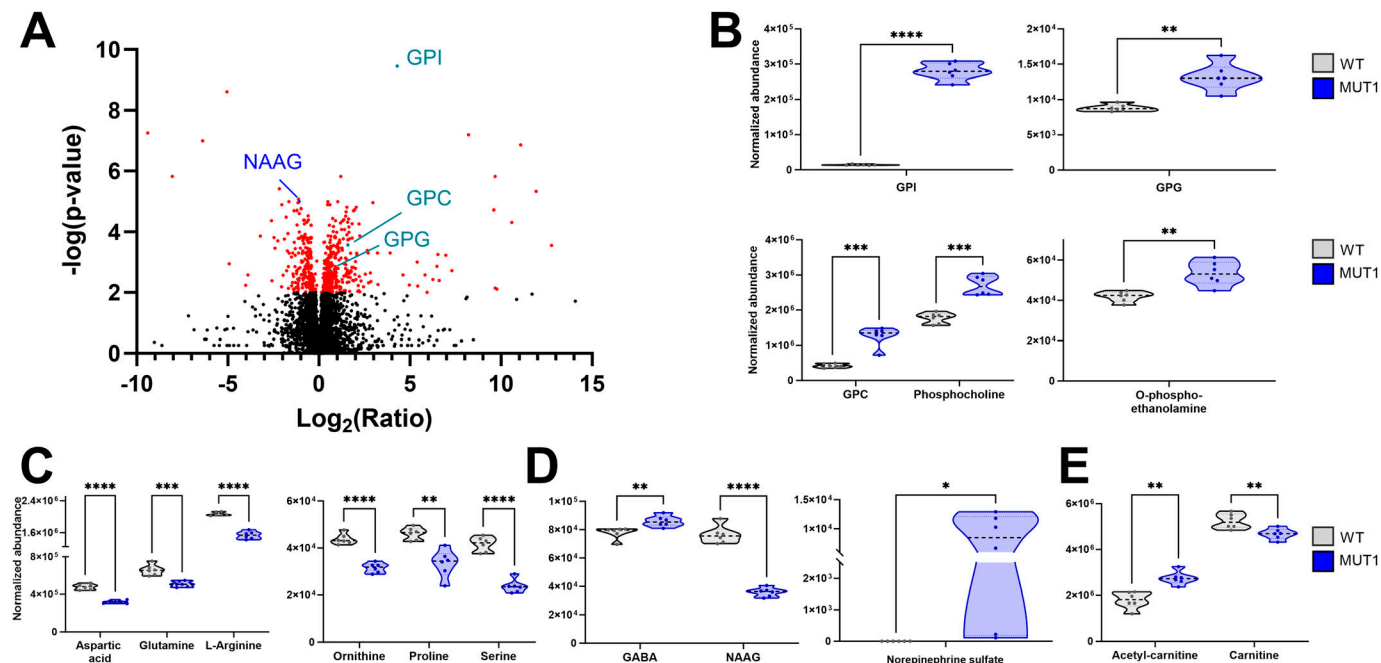 A
10
8
6
4
2
0
-log(p-value)
-10
-5
0
5
10
15
Log2(Ratio)
GPI
NAAG
GPC
GPG
B
Normalized abundance
4×10⁵
3×10⁵
2×10⁵
1×10⁵
0
****
GPI
2×10⁴
1×10⁴
1×10⁴
5×10³
0
**
GPG
WT
MUT1
Normalized abundance
4×10⁶
3×10⁶
2×10⁶
1×10⁶
0
***
***
GPC
Phosphocholine
6×10⁴
4×10⁴
2×10⁴
0
**
O-phospho-
ethanolamine
WT
MUT1
C
Normalized abundance
2.4×10⁶
1.6×10⁶
8×10⁵
4×10⁵
0
****
***
****
Aspartic
acid
Glutamine
L-Arginine
6×10⁴
4×10⁴
2×10⁴
0
****
**
****
Ornithine
Proline
Serine
D
1×10⁵
8×10⁴
6×10⁴
4×10⁴
2×10⁴
0
**
****
GABA
NAAG
2×10⁴
1×10⁴
2×10³
1×10³
0
*
Norepinephrine sulfate
E
6×10⁶
4×10⁶
2×10⁶
0
**
**
Acetyl-carnitine
Carnitine
WT
MUT1